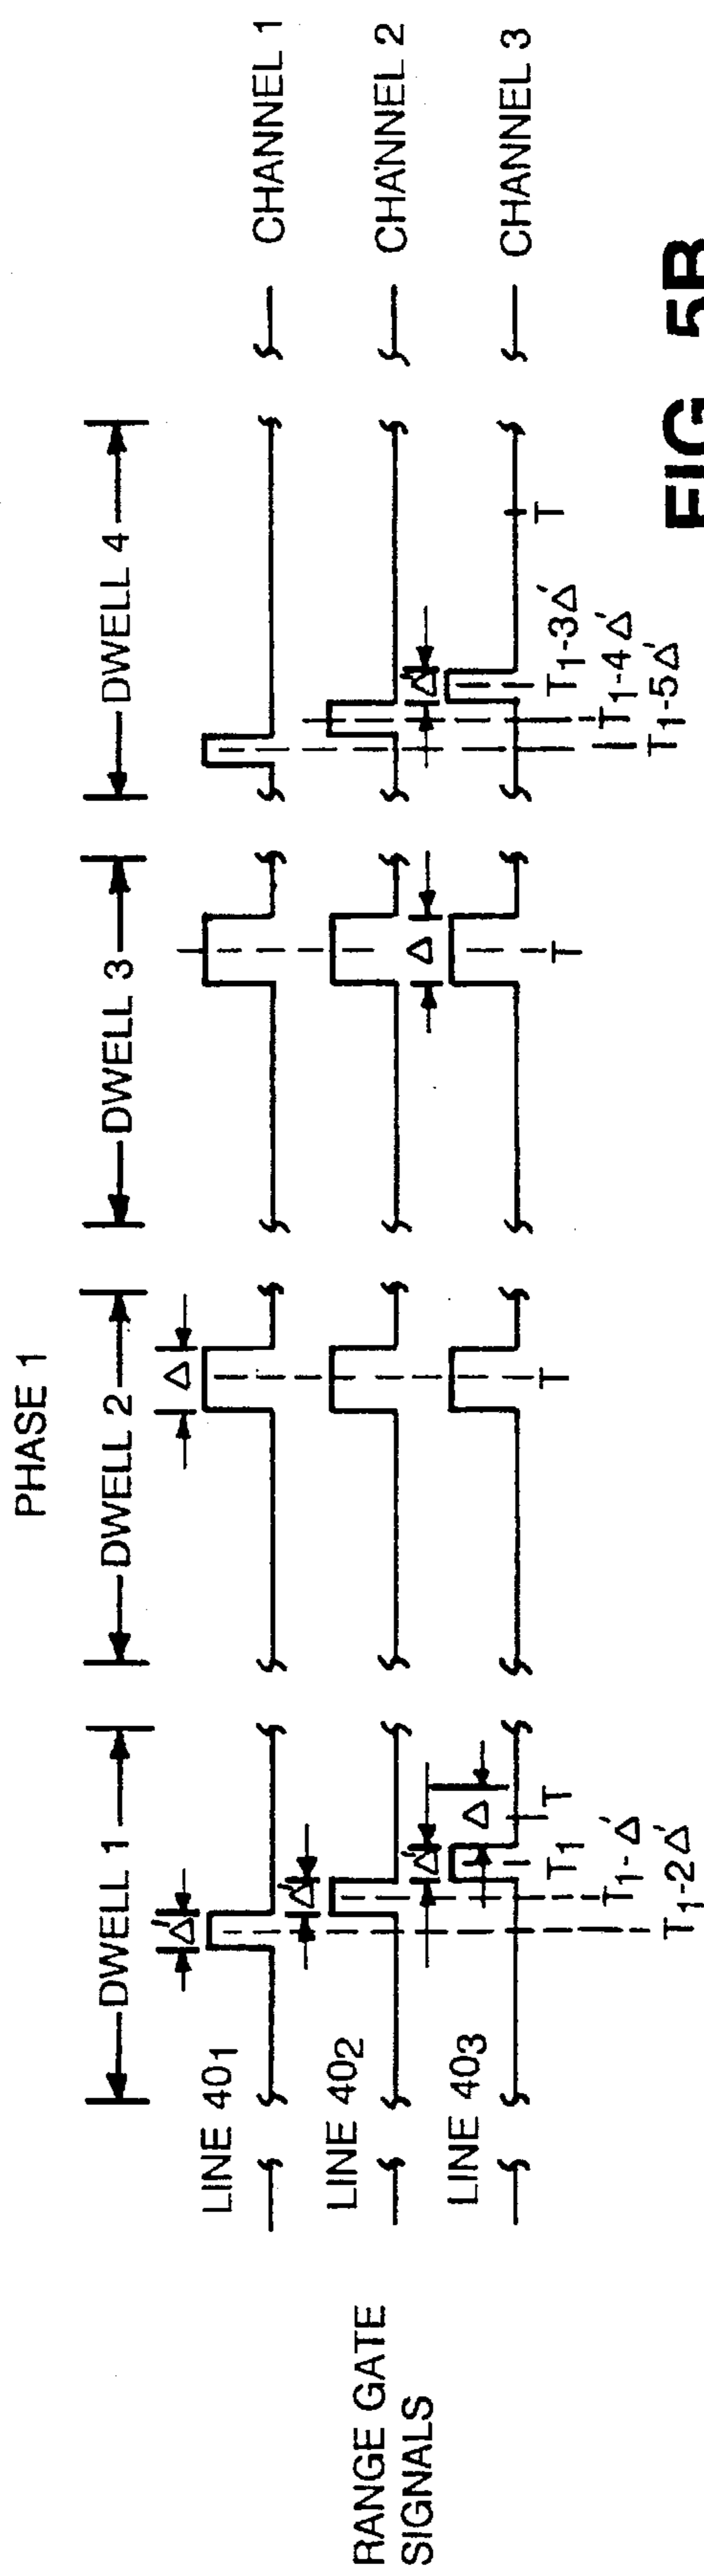 PHASE 1
DWELL 1
DWELL 2
DWELL 3
DWELL 4
Δ'
Δ
LINE 40₁
CHANNEL 1
Δ'
LINE 40₂
CHANNEL 2
Δ'
Δ
Δ
Δ'
LINE 40₃
CHANNEL 3
T₁
T
T
T
T₁-3Δ'
T
T₁-Δ'
T₁-4Δ'
T₁-2Δ'
T₁-5Δ'
RANGE GATE
SIGNALS
FIG. 5B